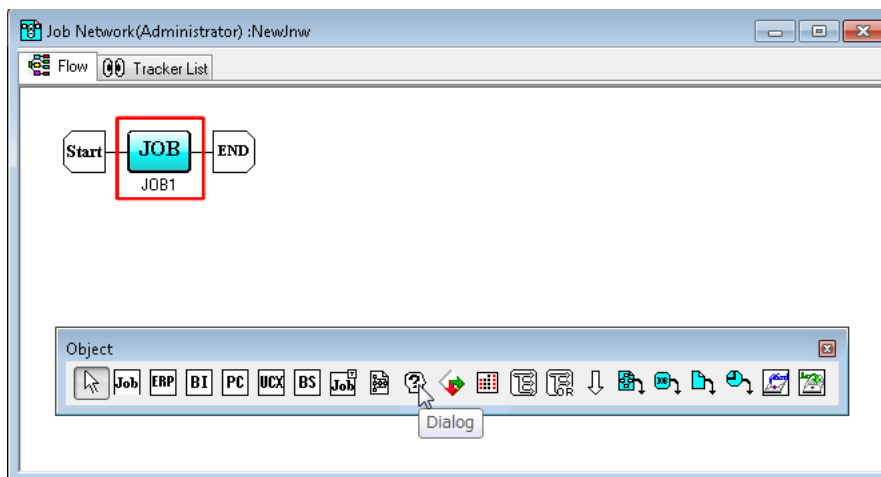 Job Network(Administrator) :NewJnw
Flow Tracker List
Start JOB END
JOB1
Object
Job ERP BI PC UCX BS Job OR
Dialog